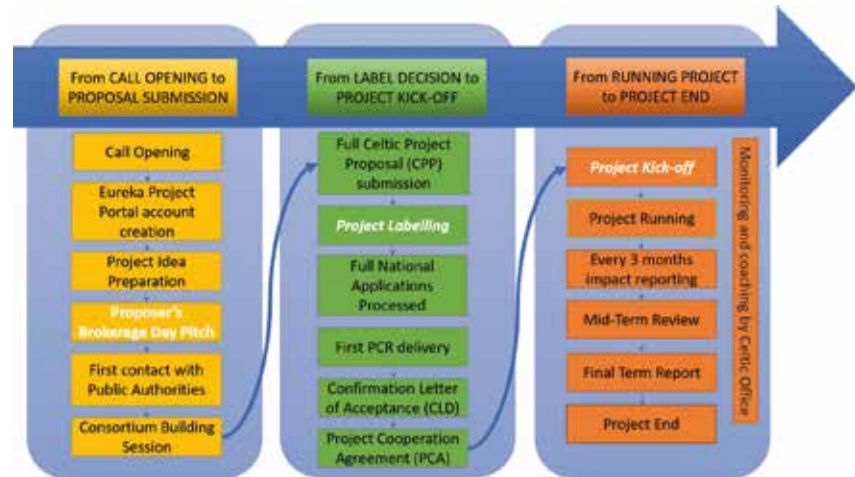 From CALL OPENING to
PROPOSAL SUBMISSION
Call Opening
Eureka Project
Portal account
creation
Project Idea
Preparation
Proposer's
Brokerage Day Pitch
First contact with
Public Authorities
Consortium Building
Session
From LABEL DECISION to
PROJECT KICK-OFF
Full Celtic Project
Proposal (CPP)
submission
Project Labelling
Full National
Applications
Processed
First PCR delivery
Confirmation Letter
of Acceptance (CLD)
Project Cooperation
Agreement (PCA)
From RUNNING PROJECT
to PROJECT END
Project Kick-off
Project Running
Every 3 months
impact reporting
Mid-Term Review
Final Term Report
Project End
Monitoring and coaching by Celtic Office